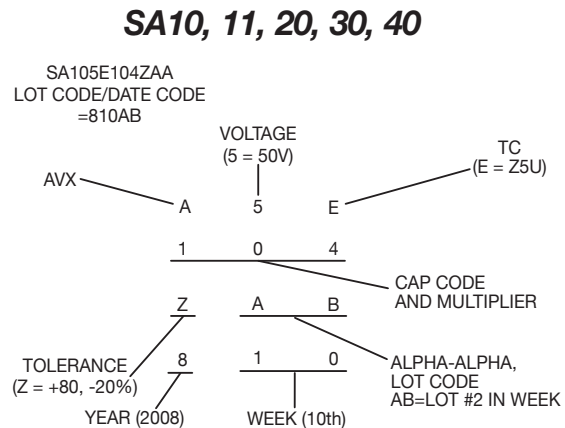 SA10, 11, 20, 30, 40
SA105E104ZAA
LOT CODE/DATE CODE
=810AB
VOLTAGE
(5 = 50V)
TC
(E = Z5U)
AVX
A 5 E
1 0 4
CAP CODE
AND MULTIPLIER
Z A B
TOLERANCE
(Z = +80, -20%)
8 1 0
ALPHA-ALPHA,
LOT CODE
AB=LOT #2 IN WEEK
YEAR (2008)
WEEK (10th)